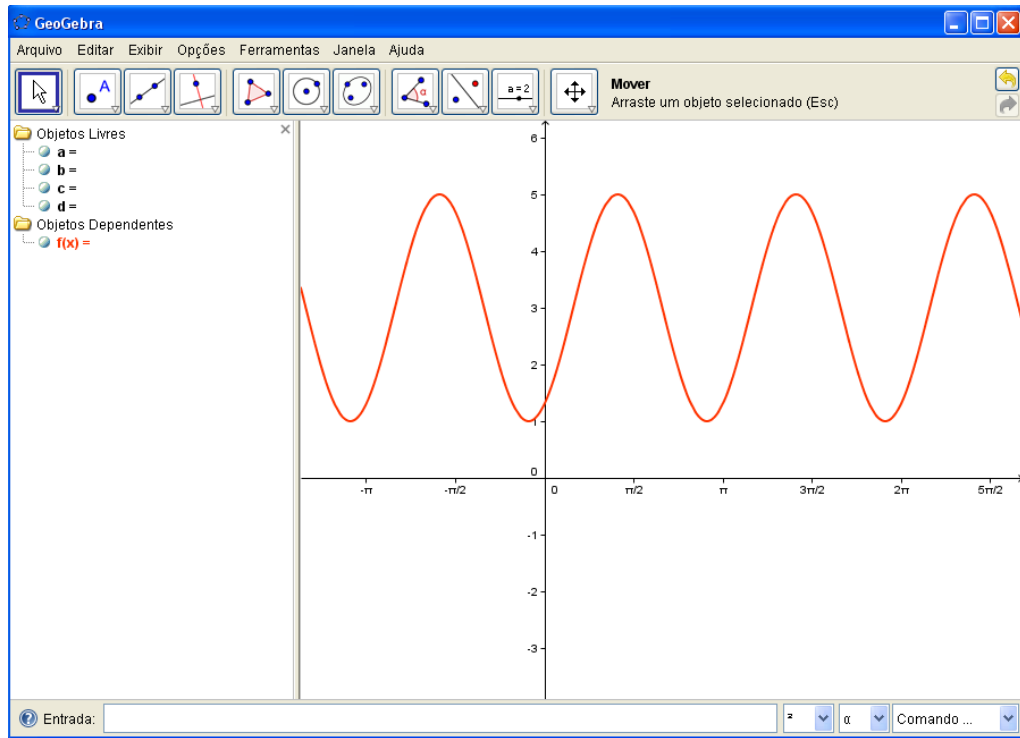 GeoGebra
Arquivo Editar Exibir Opções Ferramentas Janela Ajuda
A
α
a = 2
Mover
Arraste um objeto selecionado (Esc)
Objetos Livres
a =
b =
c =
d =
Objetos Dependentes
f(x) =
6
5
4
3
2
1
0
-π -π/2 0 π/2 π 3π/2 2π 5π/2
-1
-2
-3
Entrada: ² α Comando ...